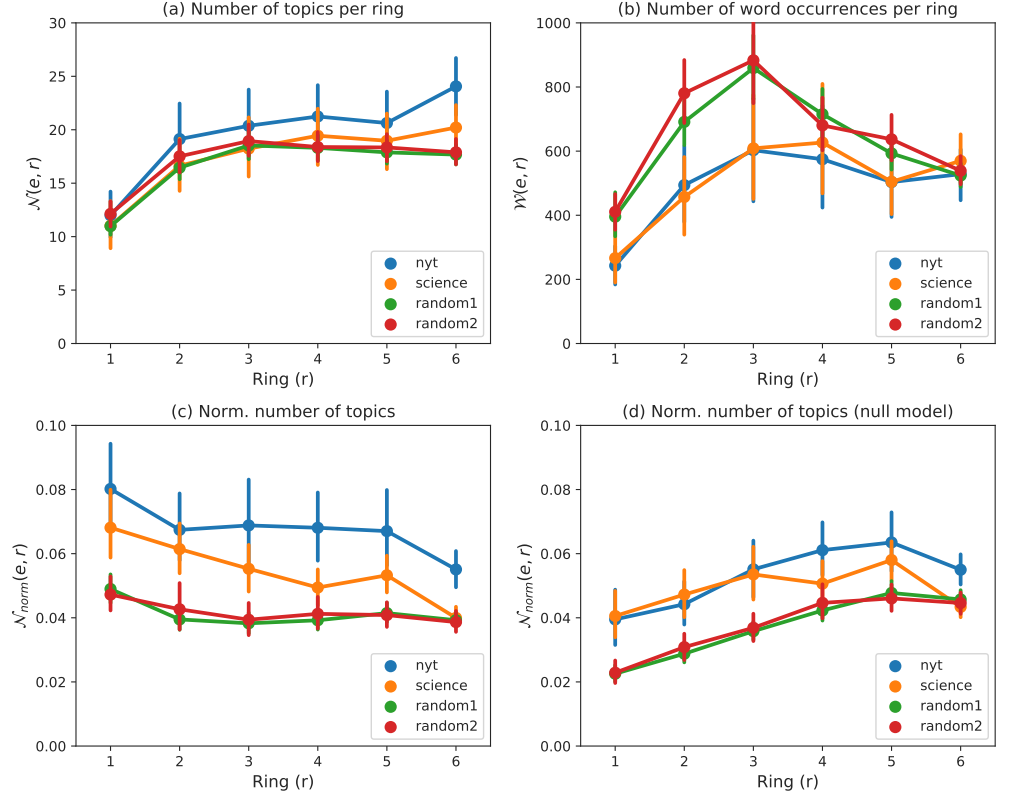 (a) Number of topics per ring
30
25
20
15
10
5
0
𝒩(e, r)
1 2 3 4 5 6
Ring (r)
nyt
science
random1
random2
(b) Number of word occurrences per ring
1000
800
600
400
200
0
𝒲(e, r)
1 2 3 4 5 6
Ring (r)
nyt
science
random1
random2
(c) Norm. number of topics
0.10
0.08
0.06
0.04
0.02
0.00
𝒩norm(e, r)
1 2 3 4 5 6
Ring (r)
nyt
science
random1
random2
(d) Norm. number of topics (null model)
0.10
0.08
0.06
0.04
0.02
0.00
𝒩norm(e, r)
1 2 3 4 5 6
Ring (r)
nyt
science
random1
random2